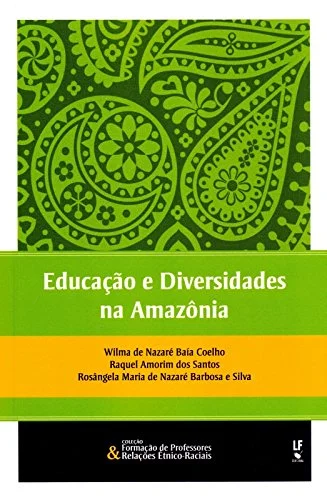 Educação e Diversidades
na Amazônia
Wilma de Nazaré Baía Coelho
Raquel Amorim dos Santos
Rosângela Maria de Nazaré Barbosa e Silva
COLEÇÃO
Formação de Professores
& Relações Étnico-Raciais
LF